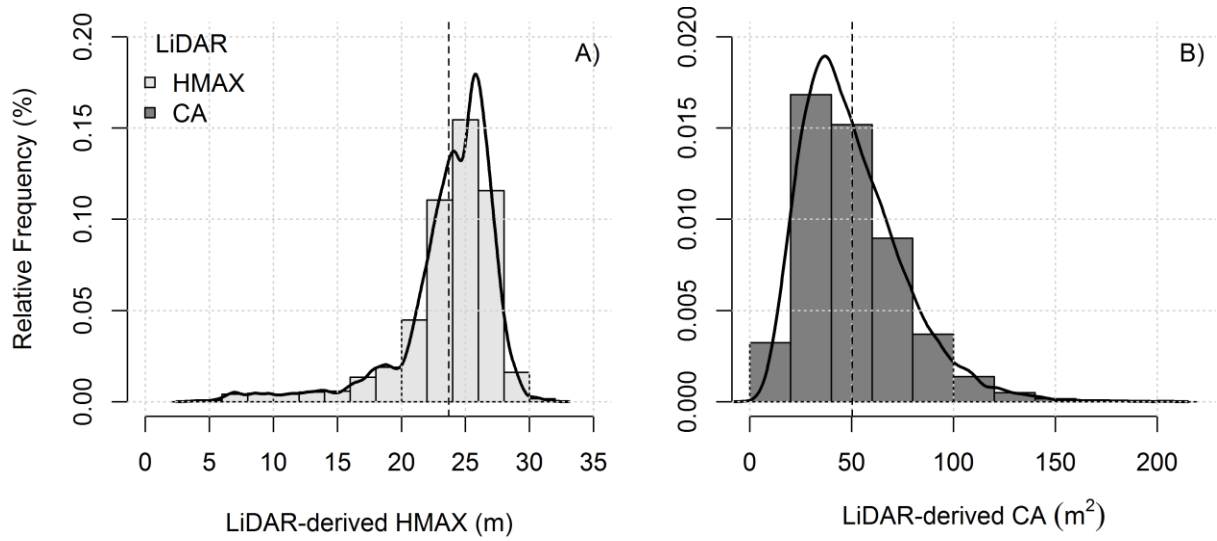 LiDAR
HMAX
CA
A)
Relative Frequency (%)
0.20
0.15
0.10
0.05
0.00
0 5 10 15 20 25 30 35
LiDAR-derived HMAX (m)
B)
0.020
0.015
0.010
0.005
0.000
0 50 100 150 200
LiDAR-derived CA (m²)